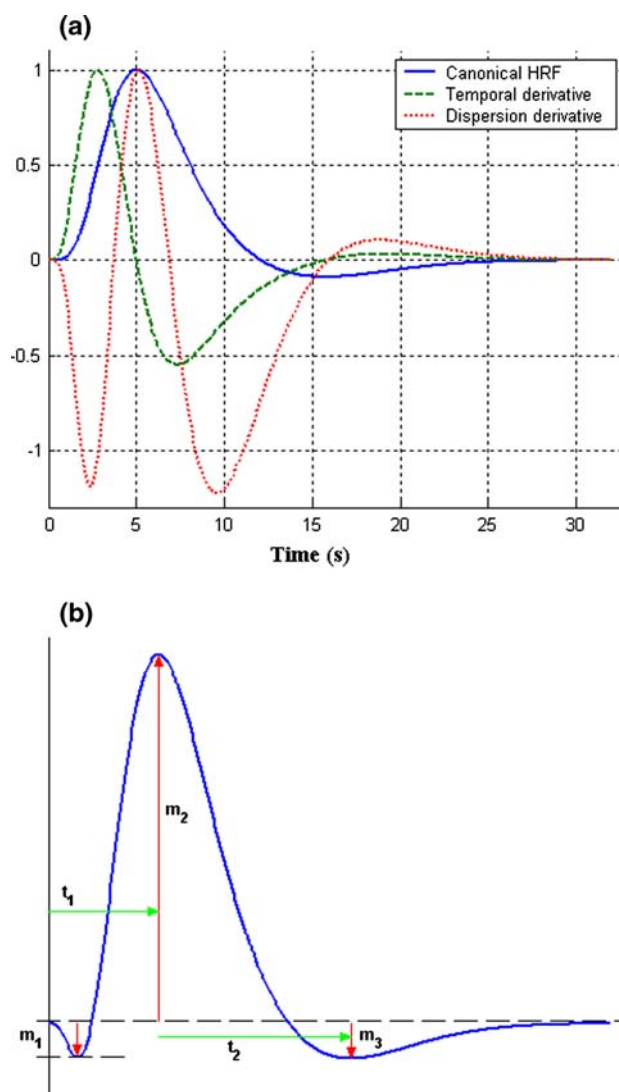 (a)
1
0.5
0
-0.5
-1
Canonical HRF
Temporal derivative
Dispersion derivative
0 5 10 15 20 25 30
Time (s)
(b)
m2
t1
m1
t2
m3